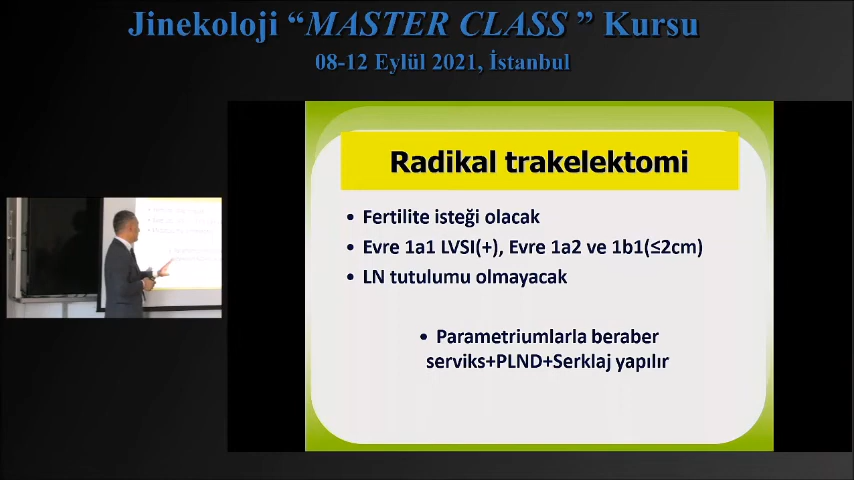 Jinekoloji “MASTER CLASS ” Kursu
08-12 Eylül 2021, İstanbul
Radikal trakelektomi
• Fertilite isteği olacak
• Evre 1a1 LVSI(+), Evre 1a2 ve 1b1(≤2cm)
• LN tutulumu olmayacak
• Parametriumlarla beraber
serviks+PLND+Serklaj yapılır